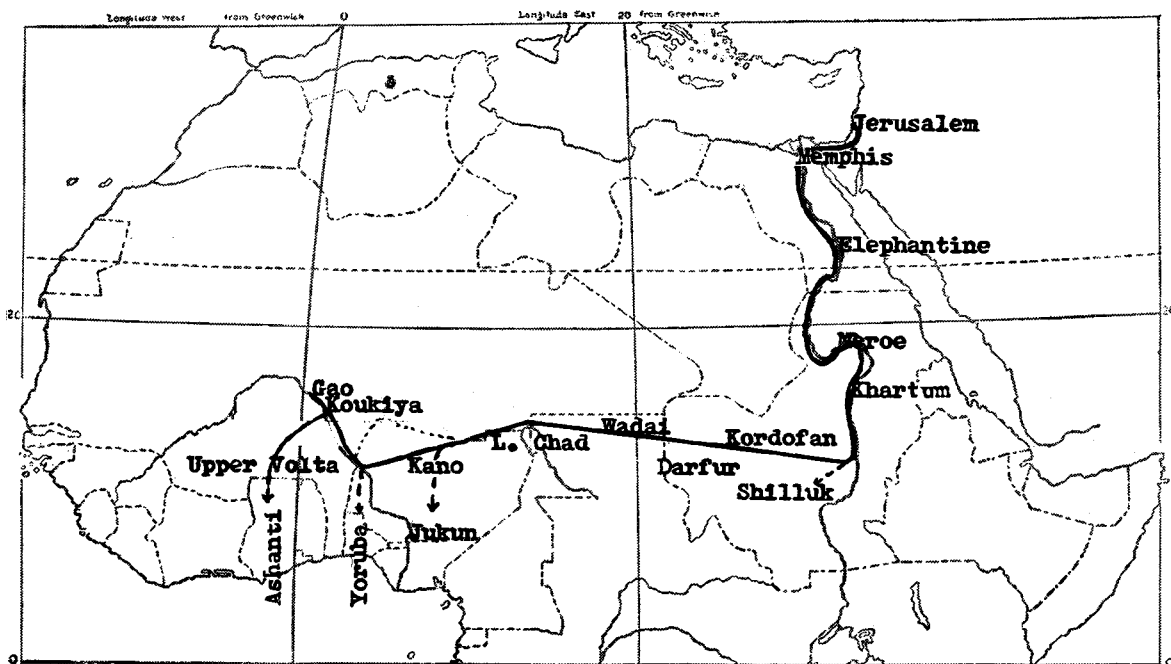 Longitude West from Greenwich 0 Longitude East 20 from Greenwich
Jerusalem
Memphis
Elephantine
20
Meroe
Khartum
Gao
Koukiya
Wadai
L. Chad
Kordofan
Upper Volta
Kano
Darfur
Shilluk
Ashanti
Yoruba
Jukun
0